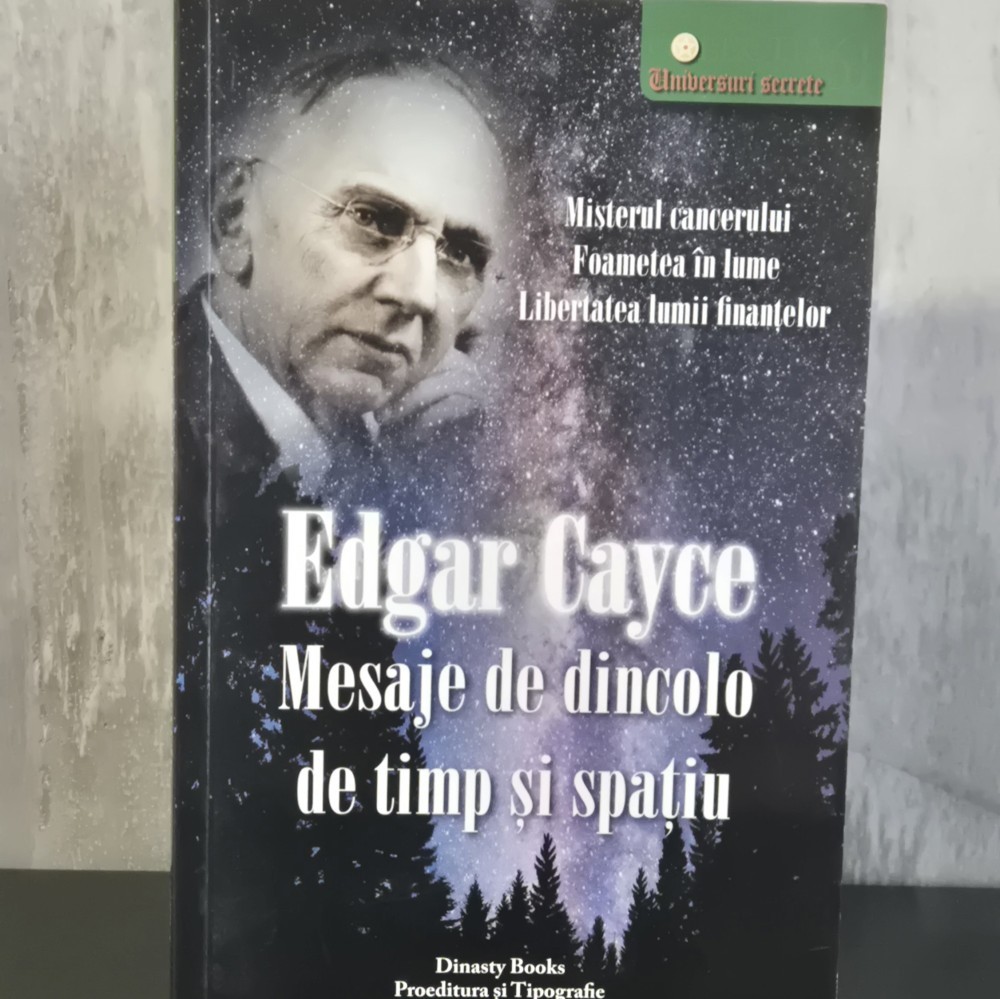 Universuri secrete
Misterul cancerului
Foametea în lume
Libertatea lumii finanțelor
Edgar Cayce
Mesaje de dincolo
de timp și spațiu
Dinasty Books
Proeditura și Tipografie